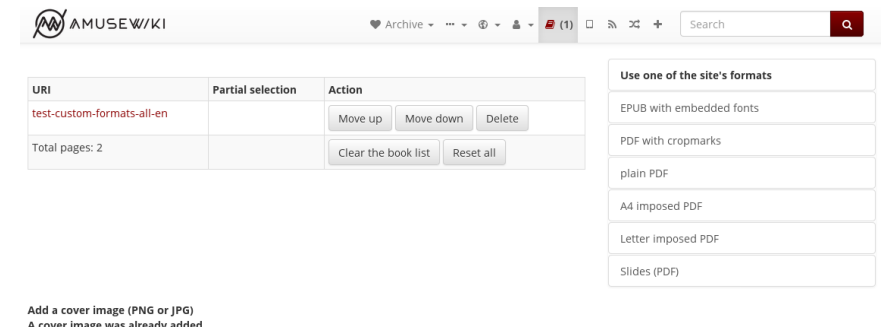 AMUSEWIKI
Archive
(1)
Search
URI Partial selection Action
test-custom-formats-all-en Move up Move down Delete
Total pages: 2 Clear the book list Reset all
Use one of the site's formats
EPUB with embedded fonts
PDF with cropmarks
plain PDF
A4 imposed PDF
Letter imposed PDF
Slides (PDF)
Add a cover image (PNG or JPG)
A cover image was already added